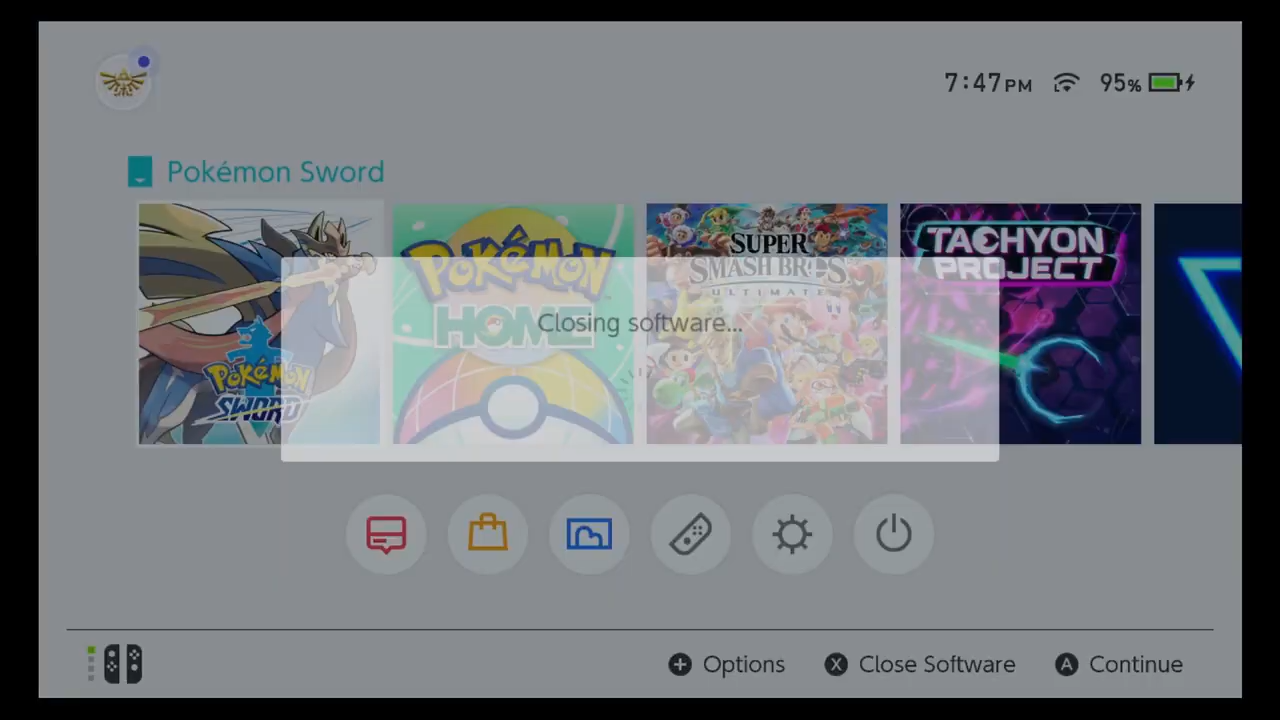 7:47PM 95%
Pokémon Sword
POKÉMON
SWORD
POKÉMON
HOME
SUPER
SMASH BROS
ULTIMATE
TACHYON
PROJECT
Closing software...
Options
X Close Software
A Continue